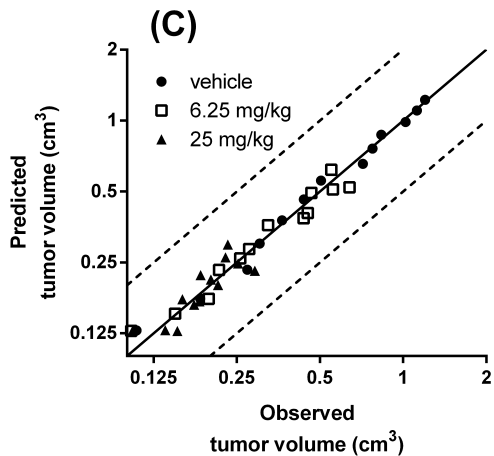 (C)
vehicle
6.25 mg/kg
25 mg/kg
Predicted
tumor volume (cm³)
2
1
0.5
0.25
0.125
0.125 0.25 0.5 1 2
Observed
tumor volume (cm³)